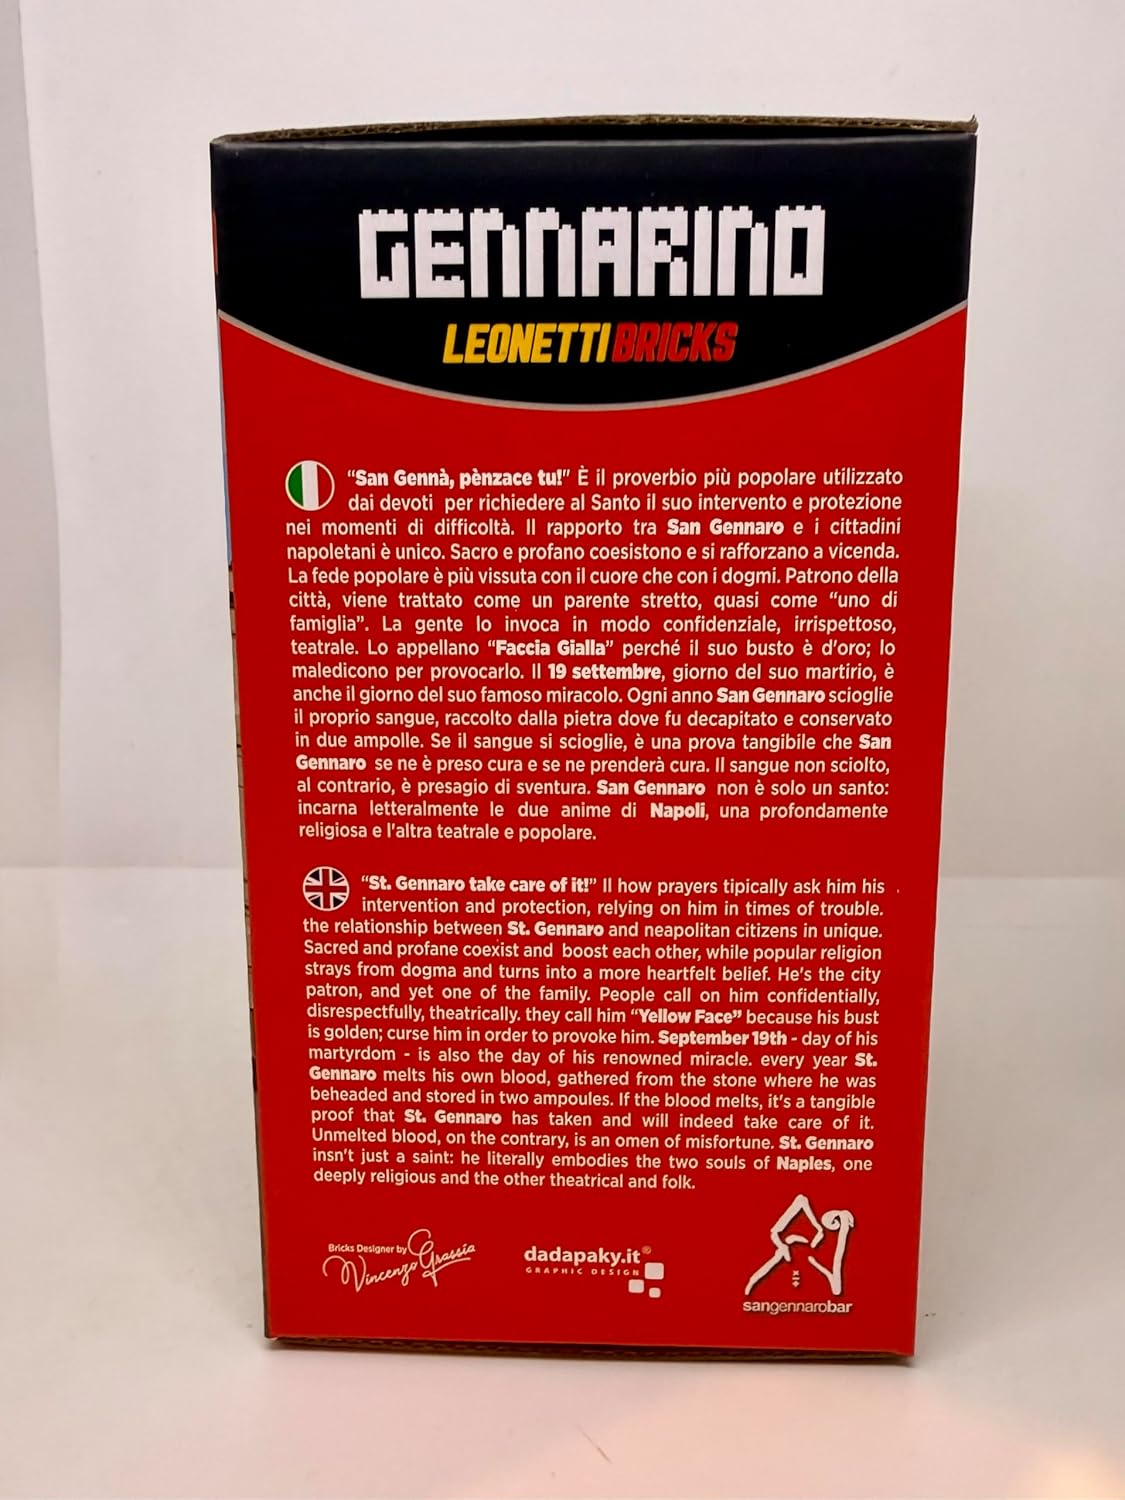 GENNARINO
LEONETTI BRICKS
“San Gennà, pènzace tu!” È il proverbio più popolare utilizzato
dai devoti per richiedere al Santo il suo intervento e protezione
nei momenti di difficoltà. Il rapporto tra San Gennaro e i cittadini
napoletani è unico. Sacro e profano coesistono e si rafforzano a vicenda.
La fede popolare è più vissuta con il cuore che con i dogmi. Patrono della
città, viene trattato come un parente stretto, quasi come “uno di
famiglia”. La gente lo invoca in modo confidenziale, irrispettoso,
teatrale. Lo appellano “Faccia Gialla” perché il suo busto è d’oro; lo
maledicono per provocarlo. Il 19 settembre, giorno del suo martirio, è
anche il giorno del suo famoso miracolo. Ogni anno San Gennaro scioglie
il proprio sangue, raccolto dalla pietra dove fu decapitato e conservato
in due ampolle. Se il sangue si scioglie, è una prova tangibile che San
Gennaro se ne è preso cura e se ne prenderà cura. Il sangue non sciolto,
al contrario, è presagio di sventura. San Gennaro non è solo un santo:
incarna letteralmente le due anime di Napoli, una profondamente
religiosa e l'altra teatrale e popolare.
“St. Gennaro take care of it!” Il how prayers tipically ask him his .
intervention and protection, relying on him in times of trouble.
the relationship between St. Gennaro and neapolitan citizens in unique.
Sacred and profane coexist and boost each other, while popular religion
strays from dogma and turns into a more heartfelt belief. He's the city
patron, and yet one of the family. People call on him confidentially,
disrespectfully, theatrically. they call him “Yellow Face” because his bust
is golden; curse him in order to provoke him. September 19th - day of his
martyrdom - is also the day of his renowned miracle. every year St.
Gennaro melts his own blood, gathered from the stone where he was
beheaded and stored in two ampoules. If the blood melts, it's a tangible
proof that St. Gennaro has taken and will indeed take care of it.
Unmelted blood, on the contrary, is an omen of misfortune. St. Gennaro
insn't just a saint: he literally embodies the two souls of Naples, one
deeply religious and the other theatrical and folk.
Bricks Designer by
Vincenzo Grassia
dadapaky.it®
GRAPHIC DESIGN
sangennarobar